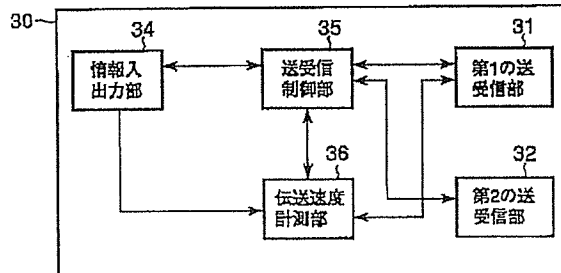 30
34
情報入
出力部
35
送受信
制御部
31
第1の送
受信部
36
伝送速度
計測部
32
第2の送
受信部